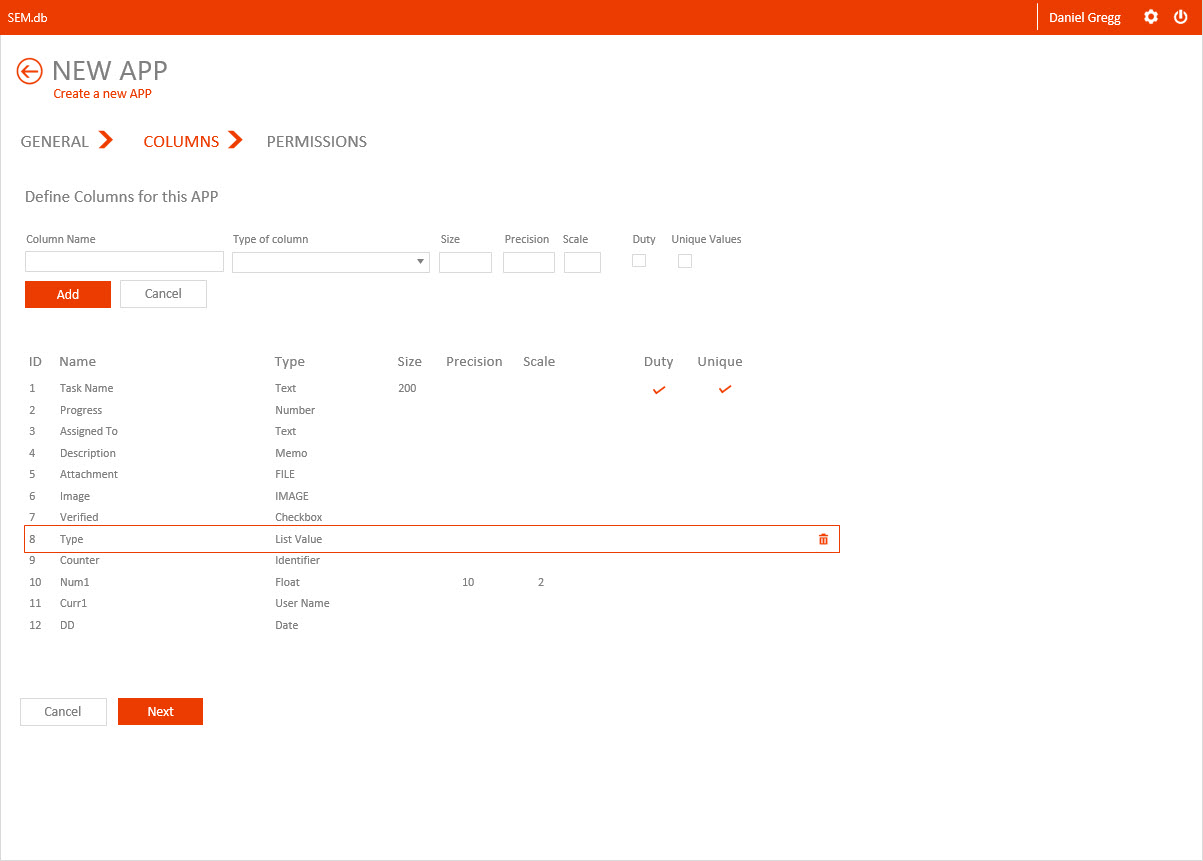 SEM.db Daniel Gregg
NEW APP
Create a new APP
GENERAL COLUMNS PERMISSIONS
Define Columns for this APP
Column Name Type of column Size Precision Scale Duty Unique Values
Add Cancel
ID Name Type Size Precision Scale Duty Unique
1 Task Name Text 200
2 Progress Number
3 Assigned To Text
4 Description Memo
5 Attachment FILE
6 Image IMAGE
7 Verified Checkbox
8 Type List Value
9 Counter Identifier
10 Num1 Float 10 2
11 Curr1 User Name
12 DD Date
Cancel Next